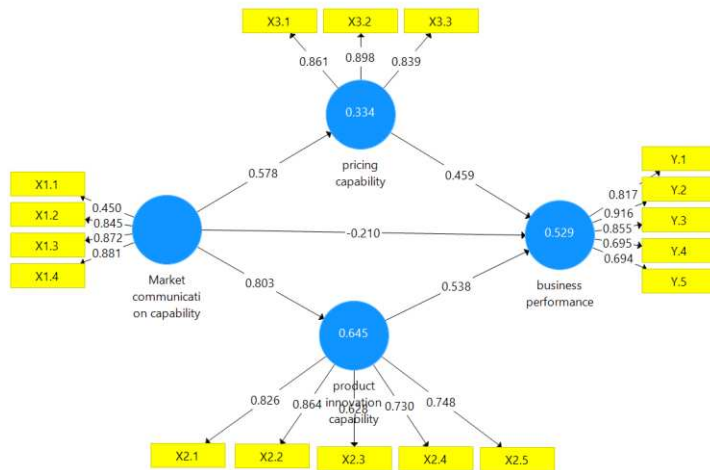 X3.1 X3.2 X3.3
0.861 0.898 0.839
0.334
pricing
capability
0.578
0.459
X1.1
X1.2
X1.3
X1.4
0.450
0.845
0.872
0.881
Market
communicati
on capability
-0.210
0.803
0.538
0.529
business
performance
0.817
0.916
0.855
0.695
0.694
Y.1
Y.2
Y.3
Y.4
Y.5
0.645
product
innovation
capability
0.826 0.864 0.628 0.730 0.748
X2.1 X2.2 X2.3 X2.4 X2.5